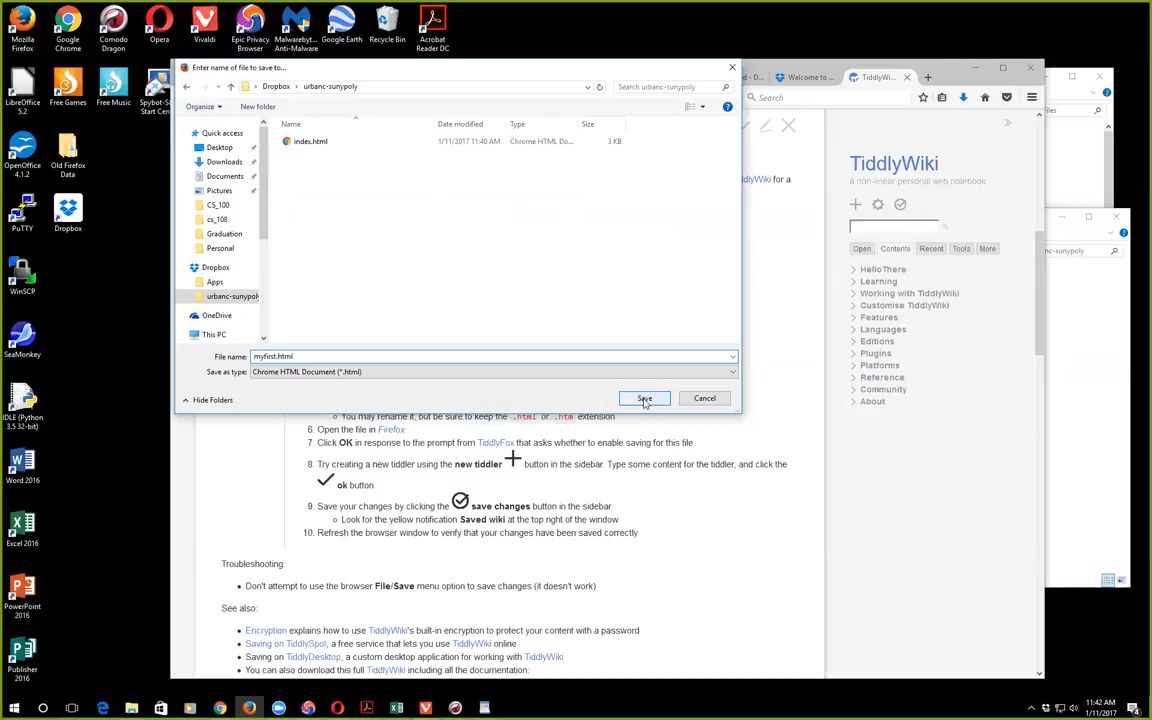 Mozilla Firefox
Google Chrome
Comodo Dragon
Opera
Vivaldi
Epic Privacy Browser
Malwarebyt... Anti-Malware
Google Earth
Recycle Bin
Acrobat Reader DC
LibreOffice 5.2
Free Games
Free Music
Spybot-S Start Cen
OpenOffice 4.1.2
Old Firefox Data
PuTTY
Dropbox
WinSCP
SeaMonkey
IDLE (Python 3.5 32-bit)
Word 2016
Excel 2016
PowerPoint 2016
Publisher 2016
Enter name of file to save to...
Dropbox
urbanc-sunypoly
Search urbanc-sunypoly
Organize
New folder
Name
Date modified
Type
Size
index.html
1/11/2017 11:40 AM
Chrome HTML Do...
3 KB
Quick access
Desktop
Downloads
Documents
Pictures
CS_100
cs_108
Graduation
Personal
Dropbox
Apps
urbanc-sunypoly
OneDrive
This PC
File name:
myfirst.html
Save as type:
Chrome HTML Document (*.html)
Hide Folders
Save
Cancel
Welcome to ...
TiddlyWi...
Search
dlyWiki for a
TiddlyWiki
a non-linear personal web notebook
Open
Contents
Recent
Tools
More
HelloThere
Learning
Working with TiddlyWiki
Customise TiddlyWiki
Features
Languages
Editions
Plugins
Platforms
Reference
Community
About
nc-sunypoly
You may rename it, but be sure to keep the .html or .htm extension
6. Open the file in Firefox
7. Click OK in response to the prompt from TiddlyFox that asks whether to enable saving for this file
8. Try creating a new tiddler using the new tiddler button in the sidebar. Type some content for the tiddler, and click the
ok button
9. Save your changes by clicking the save changes button in the sidebar
Look for the yellow notification Saved wiki at the top right of the window
10. Refresh the browser window to verify that your changes have been saved correctly
Troubleshooting:
Don't attempt to use the browser File/Save menu option to save changes (it doesn't work)
See also:
Encryption explains how to use TiddlyWiki's built-in encryption to protect your content with a password
Saving on TiddlySpot, a free service that lets you use TiddlyWiki online
Saving on TiddlyDesktop, a custom desktop application for working with TiddlyWiki
You can also download this full TiddlyWiki including all the documentation:
11:42 AM
1/11/2017